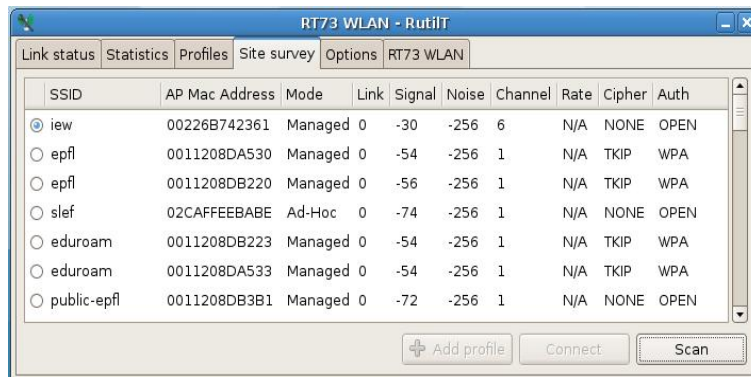 RT73 WLAN - RutilT
Link status Statistics Profiles Site survey Options RT73 WLAN
SSID AP Mac Address Mode Link Signal Noise Channel Rate Cipher Auth
iew 00226B742361 Managed 0 -30 -256 6 N/A NONE OPEN
epfl 0011208DA530 Managed 0 -54 -256 1 N/A TKIP WPA
epfl 0011208DB220 Managed 0 -56 -256 1 N/A TKIP WPA
slef 02CAFFEEBABE Ad-Hoc 0 -74 -256 1 N/A NONE OPEN
eduroam 0011208DB223 Managed 0 -54 -256 1 N/A TKIP WPA
eduroam 0011208DA533 Managed 0 -54 -256 1 N/A TKIP WPA
public-epfl 0011208DB3B1 Managed 0 -72 -256 1 N/A NONE OPEN
Add profile Connect Scan